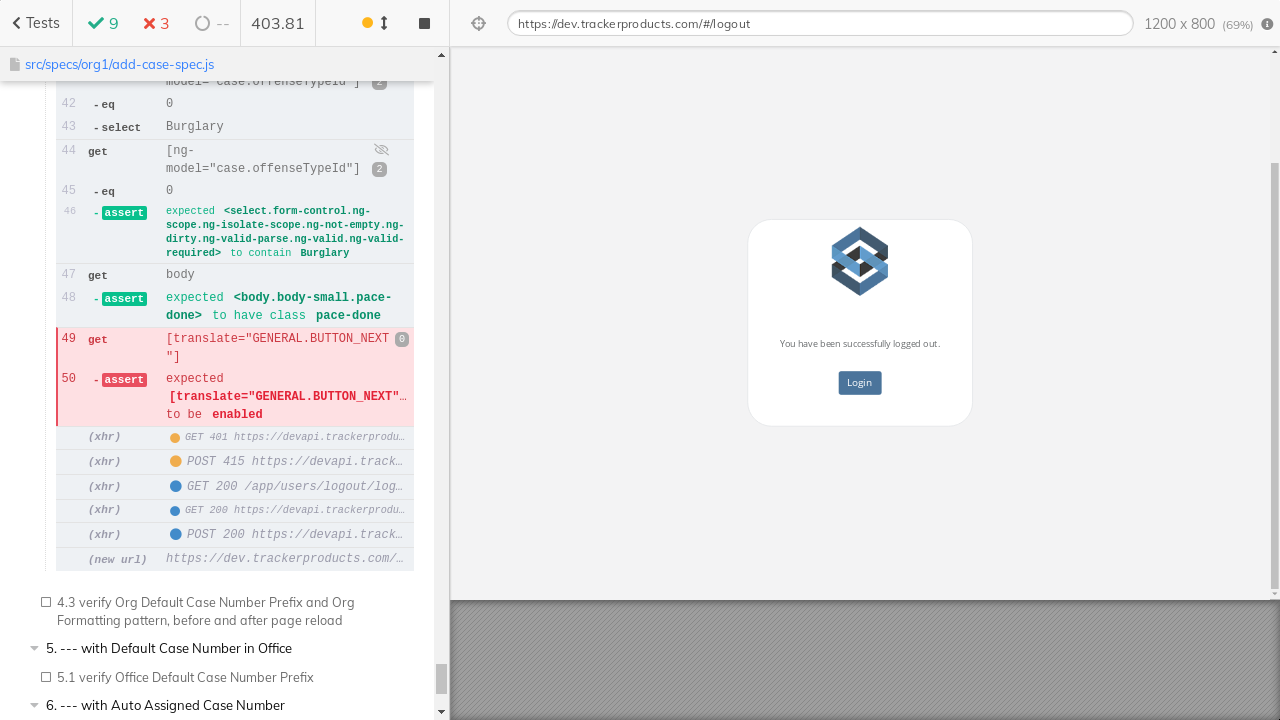 Tests 9 3 -- 403.81 https://dev.trackerproducts.com/#/logout 1200 x 800 (69%)
src/specs/org1/add-case-spec.js
model="case.offenseTypeId"] 2
42 - eq 0
43 - select Burglary
44 get [ng-
model="case.offenseTypeId"] 2
45 - eq 0
46 - assert expected <select.form-control.ng-
scope.ng-isolate-scope.ng-not-empty.ng-
dirty.ng-valid-parse.ng-valid.ng-valid-
required> to contain Burglary
47 get body
48 - assert expected <body.body-small.pace-
done> to have class pace-done
49 get [translate="GENERAL.BUTTON_NEXT 0
"]
50 - assert expected
[translate="GENERAL.BUTTON_NEXT"…
to be enabled
(xhr) GET 401 https://devapi.trackerprodu…
(xhr) POST 415 https://devapi.track…
(xhr) GET 200 /app/users/logout/log…
(xhr) GET 200 https://devapi.trackerprodu…
(xhr) POST 200 https://devapi.track…
(new url) https://dev.trackerproducts.com/…
4.3 verify Org Default Case Number Prefix and Org
Formatting pattern, before and after page reload
5. --- with Default Case Number in Office
5.1 verify Office Default Case Number Prefix
6. --- with Auto Assigned Case Number
You have been successfully logged out.
Login